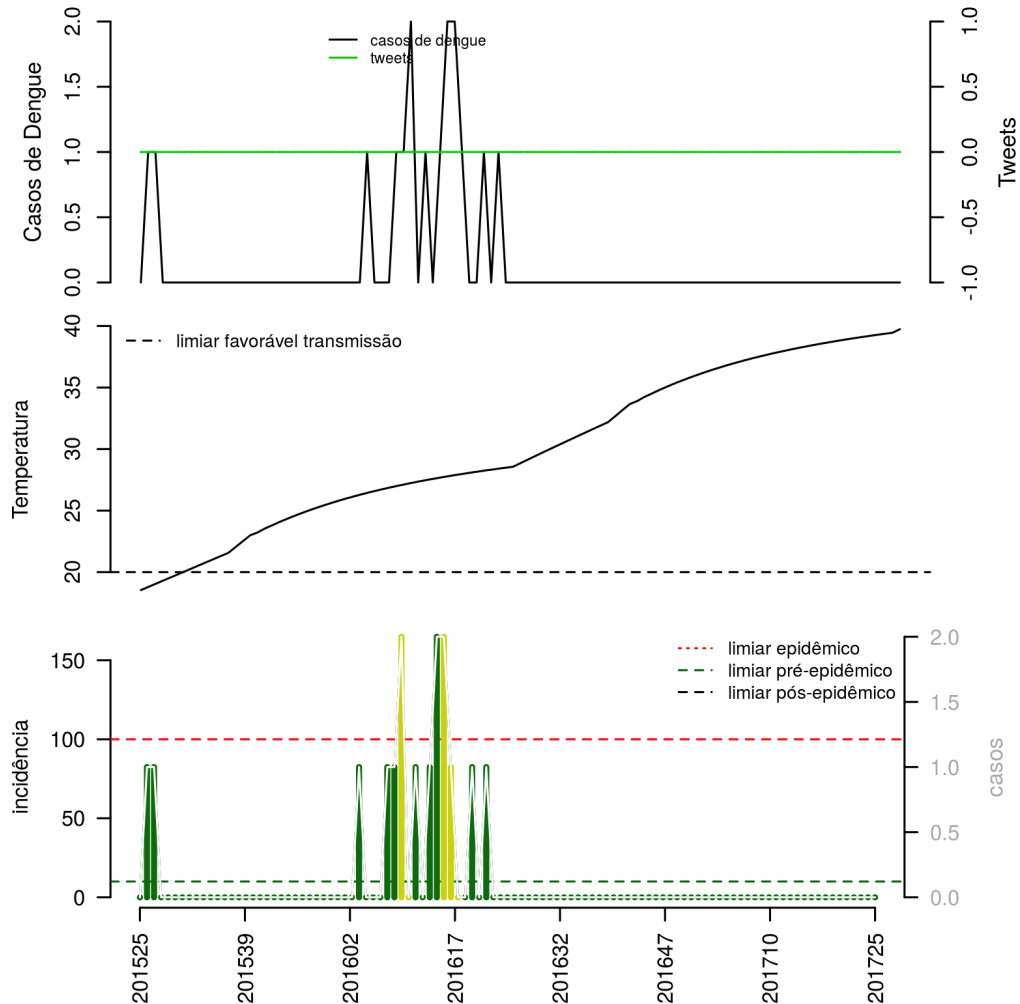 Casos de Dengue
2.0
1.5
1.0
0.5
0.0
casos de dengue
tweets
1.0
0.5
0.0
-0.5
-1.0
Tweets
Temperatura
40
35
30
25
20
limiar favorável transmissão
incidência
150
100
50
0
limiar epidêmico
limiar pré-epidêmico
limiar pós-epidêmico
2.0
1.5
1.0
0.5
0.0
casos
201525
201539
201602
201617
201632
201647
201710
201725